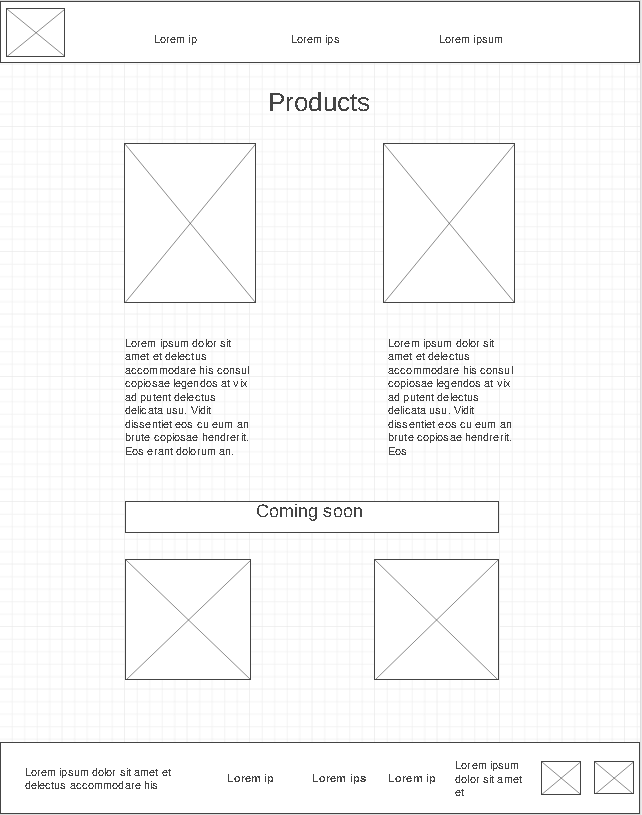 Lorem ip
Lorem ips
Lorem ipsum
Products
Lorem ipsum dolor sit
amet et delectus
accommodare his consul
copiosae legendos at vix
ad putent delectus
delicata usu. Vidit
dissentiet eos cu eum an
brute copiosae hendrerit.
Eos erant dolorum an.
Lorem ipsum dolor sit
amet et delectus
accommodare his consul
copiosae legendos at vix
ad putent delectus
delicata usu. Vidit
dissentiet eos cu eum an
brute copiosae hendrerit.
Eos
Coming soon
Lorem ipsum dolor sit amet et
delectus accommodare his
Lorem ip
Lorem ips
Lorem ip
Lorem ipsum
dolor sit amet
et